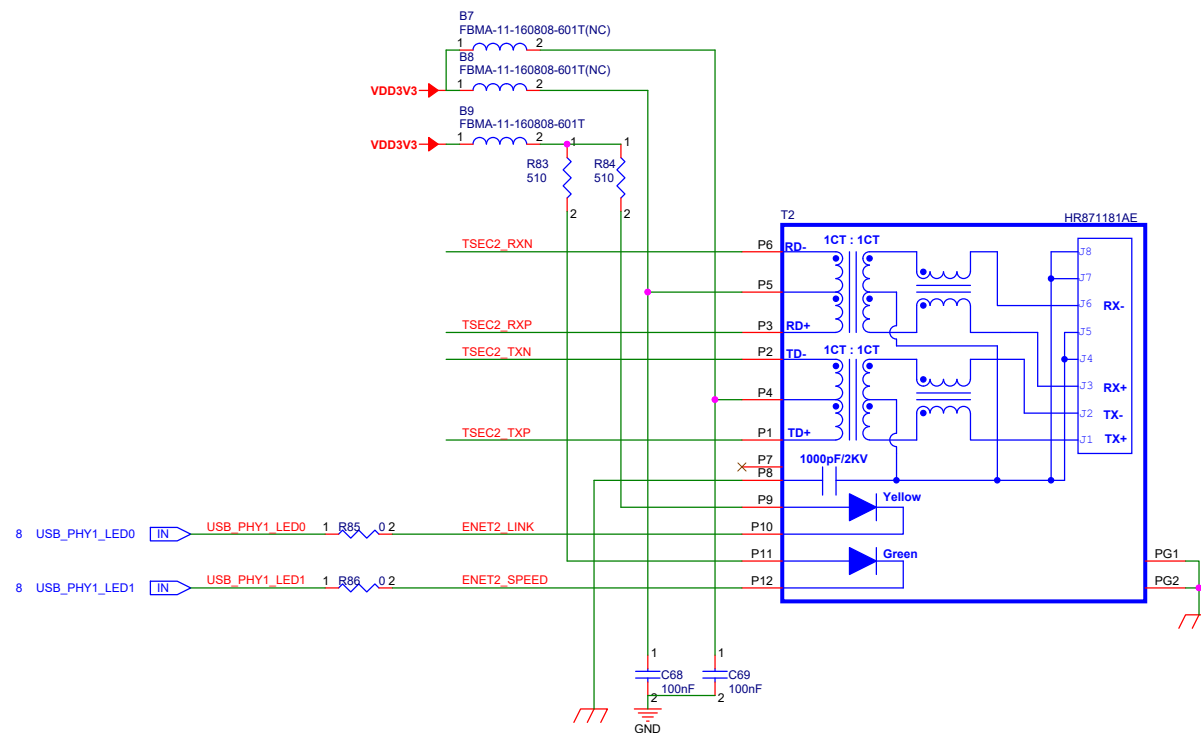 B7
FBMA-11-160808-601T(NC)
1 2
B8
FBMA-11-160808-601T(NC)
VDD3V3 1 2
B9
FBMA-11-160808-601T
VDD3V3 1 2 1 1
R83 R84
510 510
2 2
T2 HR871181AE
TSEC2_RXN P6 RD- 1CT : 1CT J8
J7
P5
J6 RX-
TSEC2_RXP P3 RD+ J5
TSEC2_TXN P2 TD- 1CT : 1CT J4
J3 RX+
P4
J2 TX-
TSEC2_TXP P1 TD+ J1 TX+
P7 1000pF/2KV
P8
P9 Yellow
8 USB_PHY1_LED0 IN USB_PHY1_LED0 1 R85 0 2 ENET2_LINK P10
P11 Green PG1
8 USB_PHY1_LED1 IN USB_PHY1_LED1 1 R86 0 2 ENET2_SPEED P12 PG2
1 1
C68 C69
100nF 100nF
2 2
GND